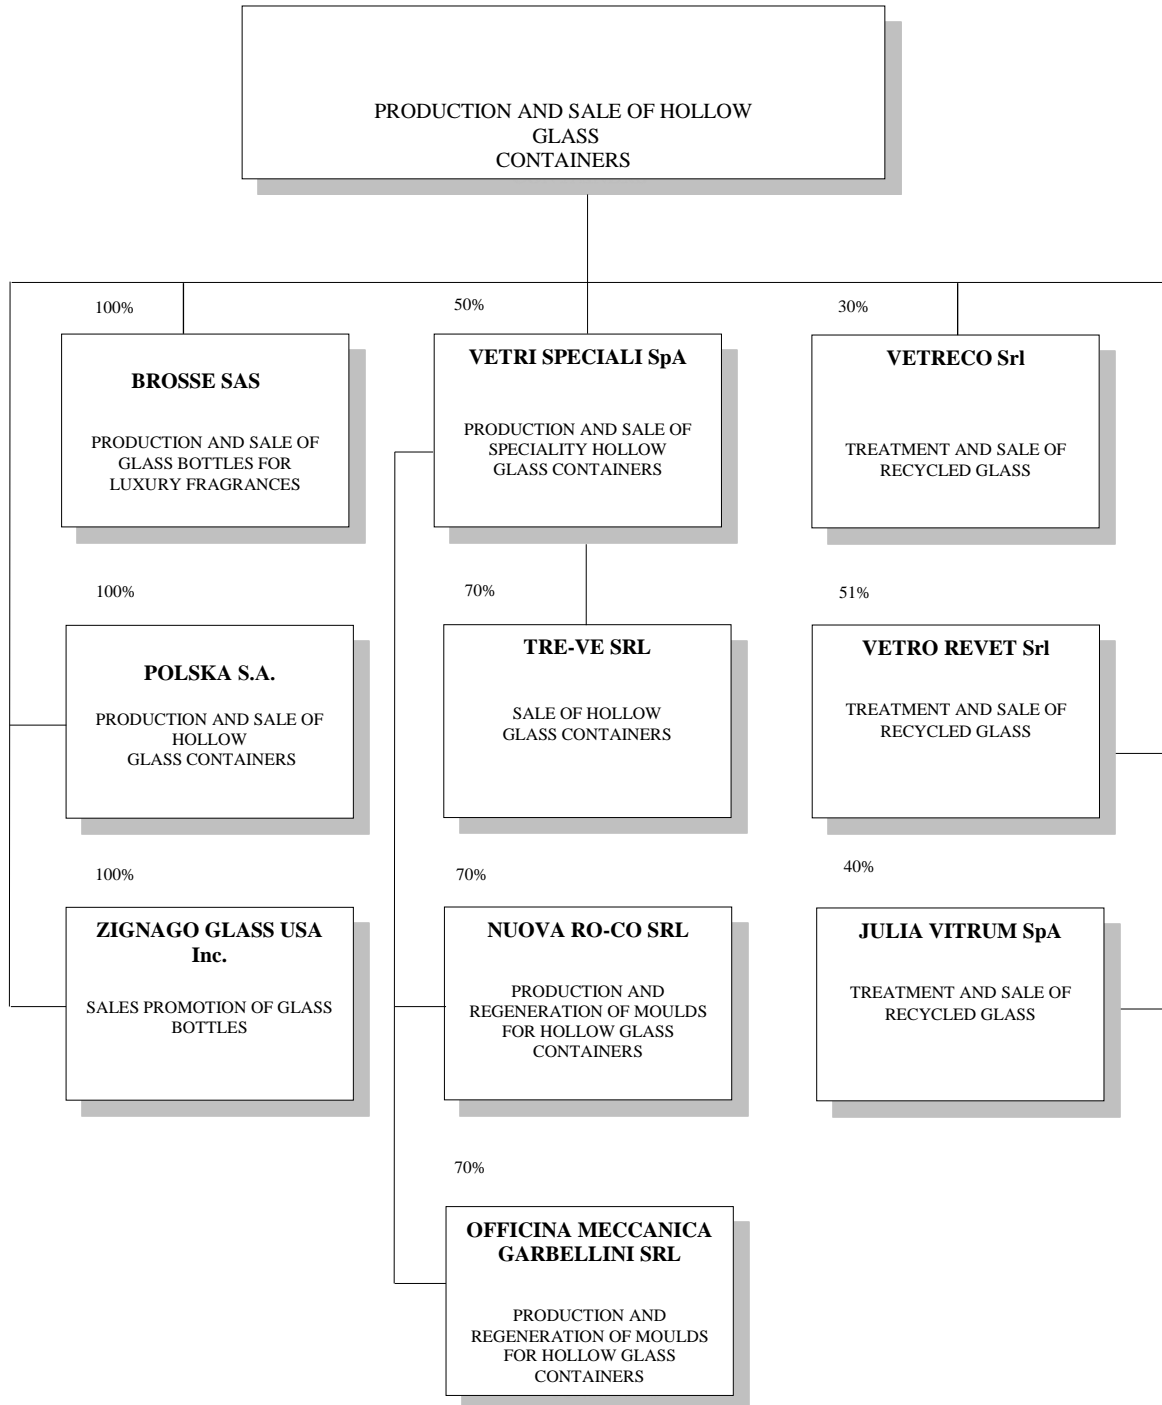 PRODUCTION AND SALE OF HOLLOW
GLASS
CONTAINERS
100%
BROSSE SAS
PRODUCTION AND SALE OF
GLASS BOTTLES FOR
LUXURY FRAGRANCES
50%
VETRI SPECIALI SpA
PRODUCTION AND SALE OF
SPECIALITY HOLLOW
GLASS CONTAINERS
30%
VETRECO Srl
TREATMENT AND SALE OF
RECYCLED GLASS
100%
POLSKA S.A.
PRODUCTION AND SALE OF
HOLLOW
GLASS CONTAINERS
70%
TRE-VE SRL
SALE OF HOLLOW
GLASS CONTAINERS
51%
VETRO REVET Srl
TREATMENT AND SALE OF
RECYCLED GLASS
100%
ZIGNAGO GLASS USA
Inc.
SALES PROMOTION OF GLASS
BOTTLES
70%
NUOVA RO-CO SRL
PRODUCTION AND
REGENERATION OF MOULDS
FOR HOLLOW GLASS
CONTAINERS
40%
JULIA VITRUM SpA
TREATMENT AND SALE OF
RECYCLED GLASS
70%
OFFICINA MECCANICA
GARBELLINI SRL
PRODUCTION AND
REGENERATION OF MOULDS
FOR HOLLOW GLASS
CONTAINERS